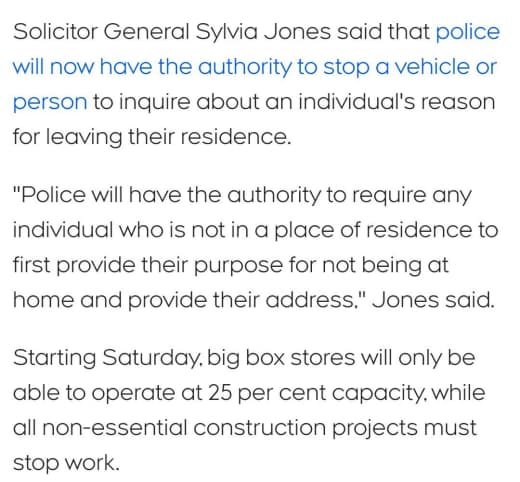 Solicitor General Sylvia Jones said that police
will now have the authority to stop a vehicle or
person to inquire about an individual's reason
for leaving their residence.
"Police will have the authority to require any
individual who is not in a place of residence to
first provide their purpose for not being at
home and provide their address," Jones said.
Starting Saturday, big box stores will only be
able to operate at 25 per cent capacity, while
all non-essential construction projects must
stop work.